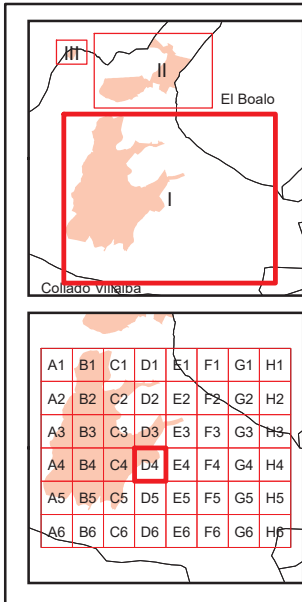 III
II
El Boalo
I
Collado Villalba
A1 B1 C1 D1 E1 F1 G1 H1
A2 B2 C2 D2 E2 F2 G2 H2
A3 B3 C3 D3 E3 F3 G3 H3
A4 B4 C4 D4 E4 F4 G4 H4
A5 B5 C5 D5 E5 F5 G5 H5
A6 B6 C6 D6 E6 F6 G6 H6